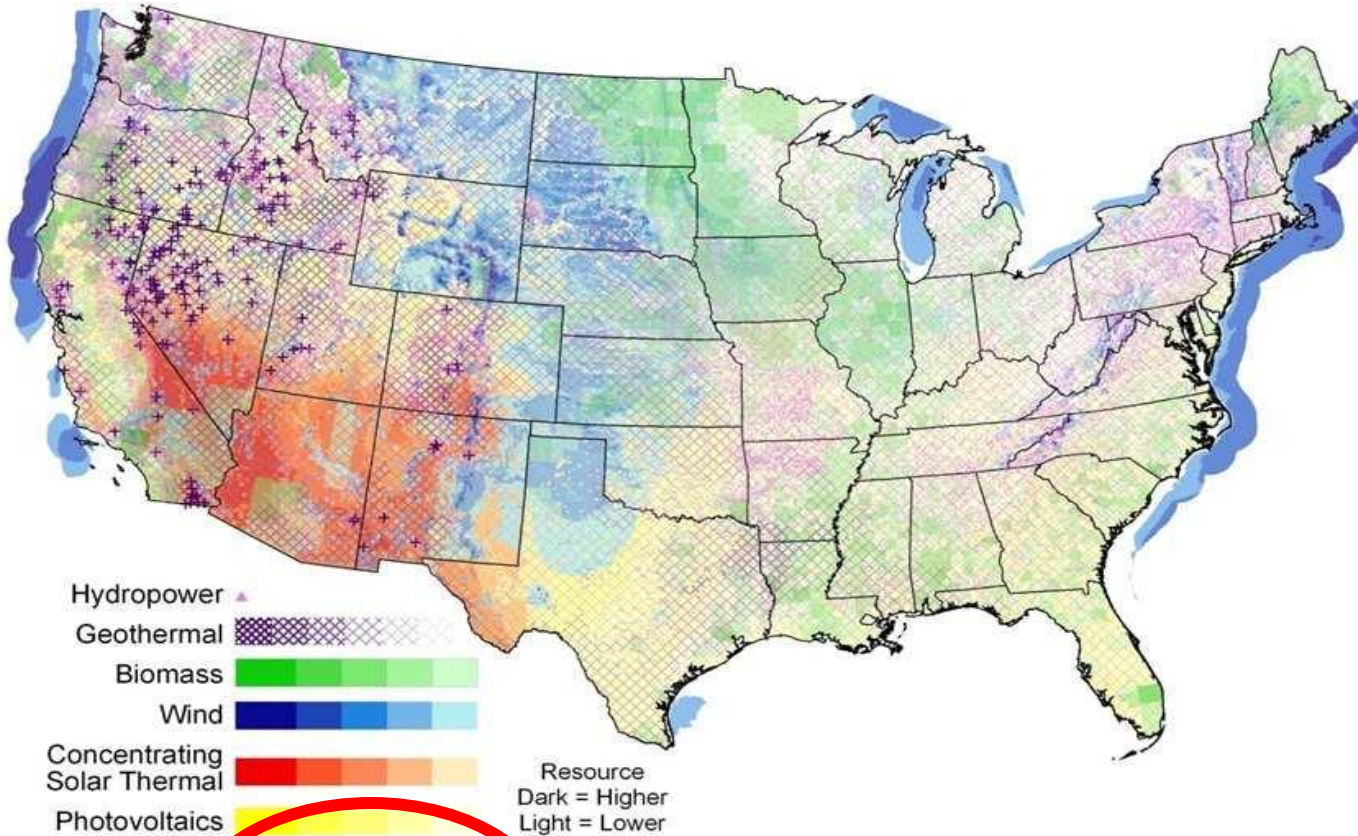 Hydropower
Geothermal
Biomass
Wind
Concentrating
Solar Thermal
Photovoltaics
Resource
Dark = Higher
Light = Lower